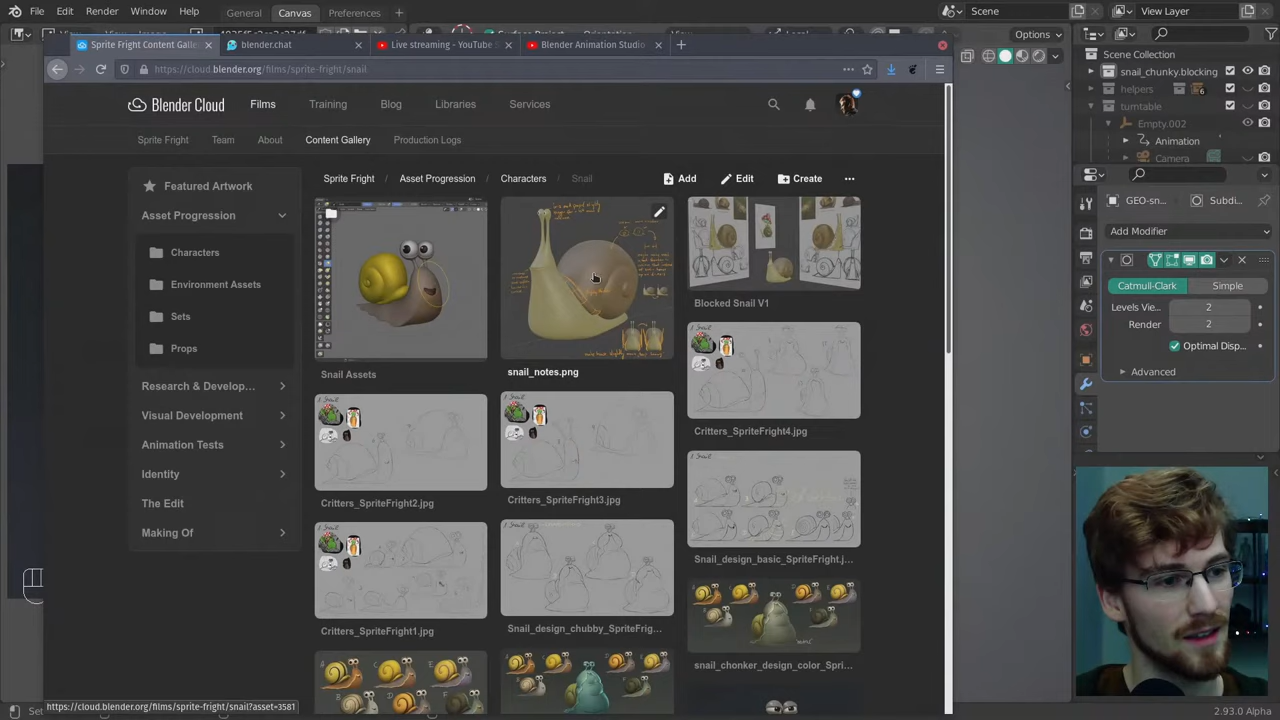 File Edit Render Window Help General Canvas Preferences + Scene View Layer
Sprite Fright Content Galle blender.chat Live streaming - YouTube S Blender Animation Studio
Options
Scene Collection
https://cloud.blender.org/films/sprite-fright/snail
snail_chunky.blocking
helpers
Blender Cloud Films Training Blog Libraries Services
turntable
Empty.002
Sprite Fright Team About Content Gallery Production Logs
Animation
Camera
Featured Artwork
Sprite Fright / Asset Progression / Characters / Snail Add Edit Create
GEO-sn Subdi
Asset Progression
Add Modifier
Characters
Environment Assets
Catmull-Clark Simple
Blocked Snail V1
Levels Vie... 2
Sets
Render 2
Props
Optimal Disp...
Snail Assets
snail_notes.png
Advanced
Research & Develop...
Visual Development
Critters_SpriteFright4.jpg
Animation Tests
Identity
The Edit
Critters_SpriteFright2.jpg
Critters_SpriteFright3.jpg
Making Of
Snail_design_basic_SpriteFright.j...
Critters_SpriteFright1.jpg
Snail_design_chubby_SpriteFrig...
snail_chonker_design_color_Spri...
https://cloud.blender.org/films/sprite-fright/snail?asset=3581
2.93.0 Alpha